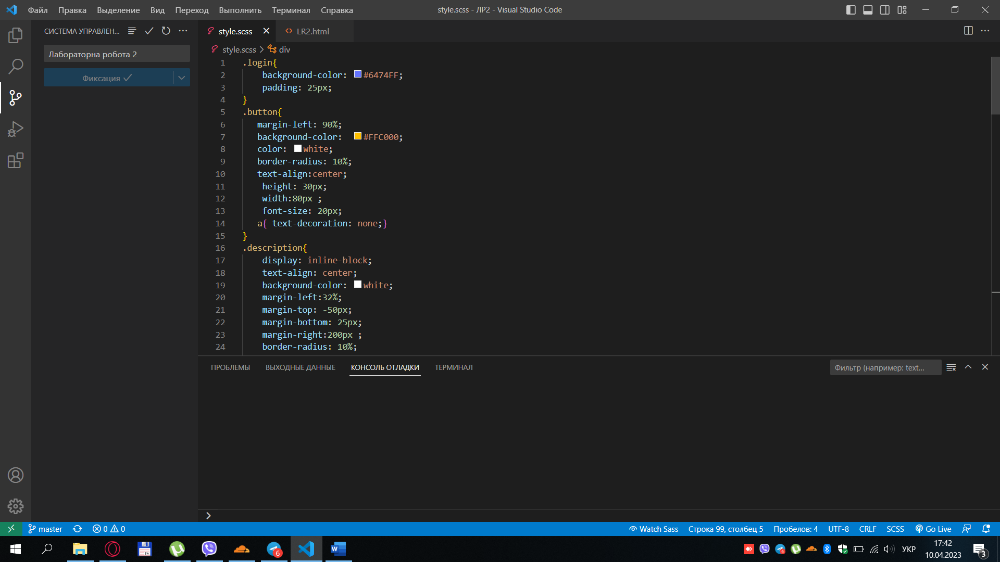 Файл Правка Выделение Вид Переход Выполнить Терминал Справка
style.scss - ЛР2 - Visual Studio Code
СИСТЕМА УПРАВЛЕН...
style.scss
LR2.html
Лабораторна робота 2
Фиксация
style.scss > div
1 .login{
2 background-color: #6474FF;
3 padding: 25px;
4 }
5 .button{
6 margin-left: 90%;
7 background-color: #FFC000;
8 color: white;
9 border-radius: 10%;
10 text-align:center;
11 height: 30px;
12 width:80px ;
13 font-size: 20px;
14 a{ text-decoration: none;}
15 }
16 .description{
17 display: inline-block;
18 text-align: center;
19 background-color: white;
20 margin-left:32%;
21 margin-top: -50px;
22 margin-bottom: 25px;
23 margin-right:200px ;
24 border-radius: 10%;
ПРОБЛЕМЫ ВЫХОДНЫЕ ДАННЫЕ КОНСОЛЬ ОТЛАДКИ ТЕРМИНАЛ
Фильтр (например: text...
master 0 0
Watch Sass Строка 99, столбец 5 Пробелов: 4 UTF-8 CRLF SCSS Go Live
64
6
W
6
УКР
17:42
10.04.2023
3